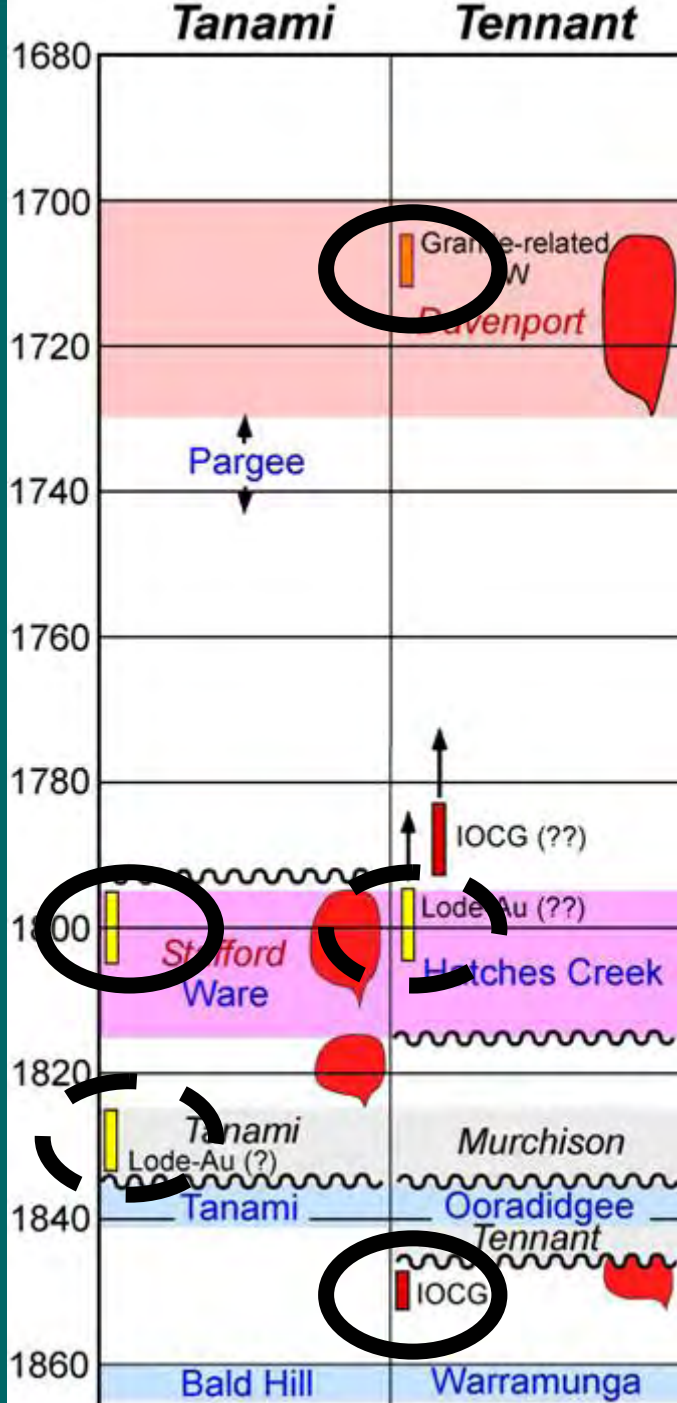 Tanami Tennant
1680
1700
Granite-related
W
Davenport
1720
Pargee
1740
1760
1780
IOCG (??)
Lode-Au (??)
1800
Stafford
Ware
Hatches Creek
1820
Tanami
Lode-Au (?)
Murchison
Tanami
Ooradidgee
1840
Tennant
IOCG
1860
Bald Hill
Warramunga